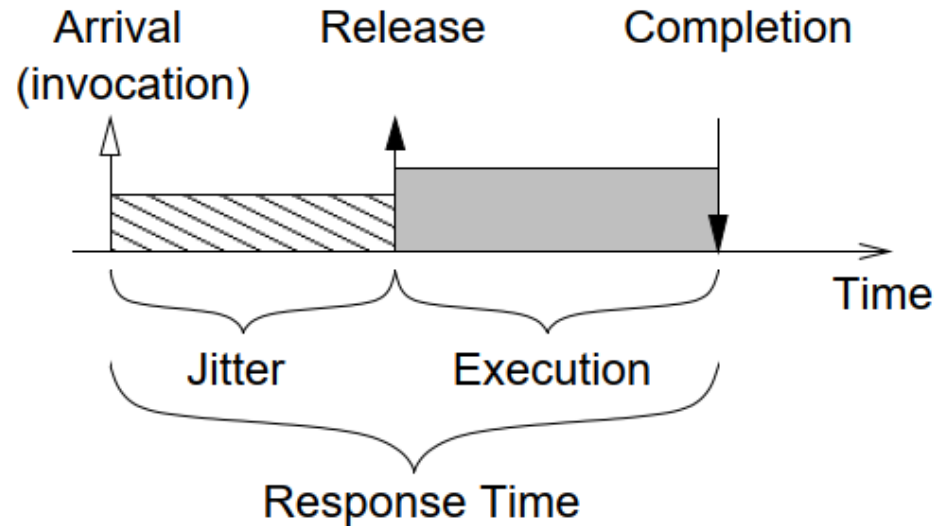 Arrival
(invocation)
Release
Completion
Time
Jitter
Execution
Response Time